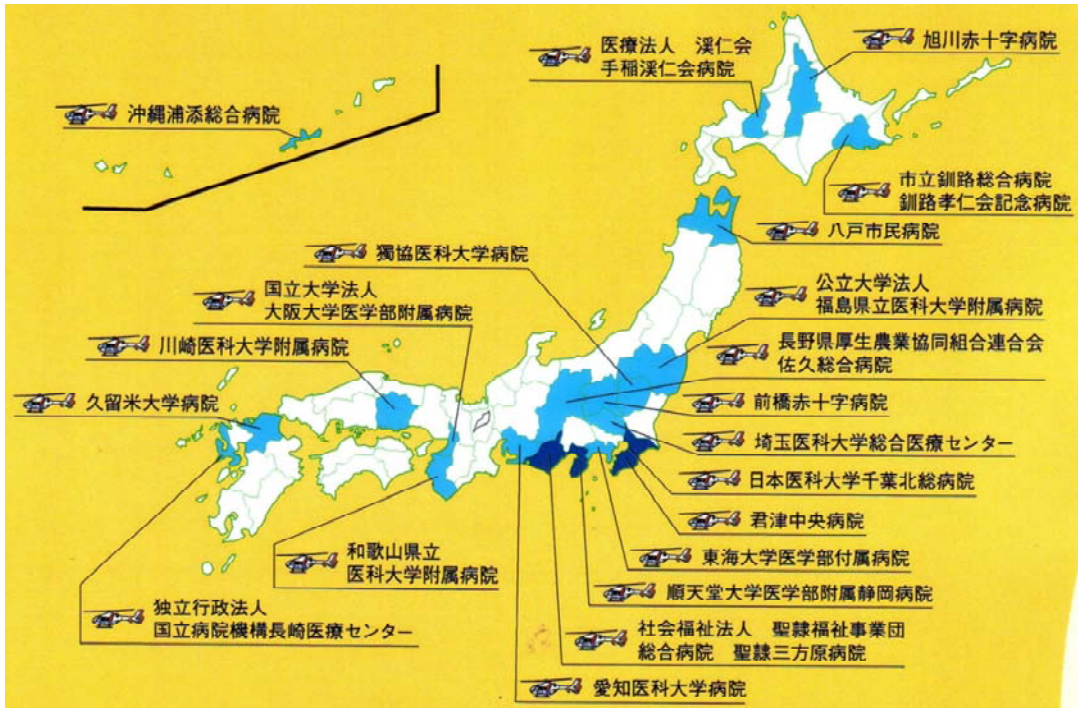 医療法人　渓仁会
手稲渓仁会病院
旭川赤十字病院
沖縄浦添総合病院
市立釧路総合病院
釧路孝仁会記念病院
八戸市民病院
獨協医科大学病院
国立大学法人
大阪大学医学部附属病院
公立大学法人
福島県立医科大学附属病院
川崎医科大学附属病院
長野県厚生農業協同組合連合会
佐久総合病院
久留米大学病院
前橋赤十字病院
埼玉医科大学総合医療センター
日本医科大学千葉北総病院
君津中央病院
和歌山県立
医科大学附属病院
東海大学医学部付属病院
順天堂大学医学部附属静岡病院
独立行政法人
国立病院機構長崎医療センター
社会福祉法人　聖隷福祉事業団
総合病院　聖隷三方原病院
愛知医科大学病院